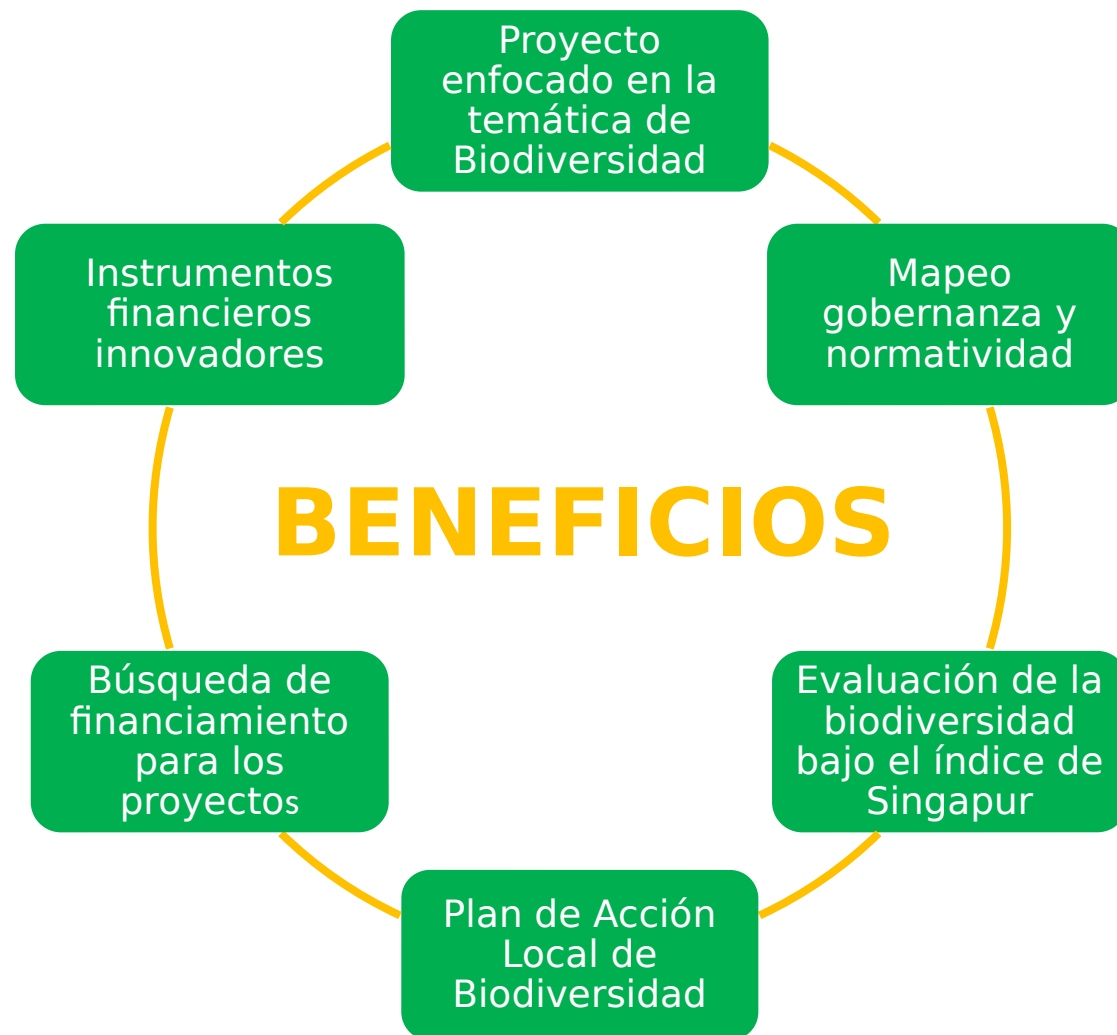 Proyecto
enfocado en la
temática de
Biodiversidad
Instrumentos
financieros
innovadores
Mapeo
gobernanza y
normatividad
BENEFICIOS
Búsqueda de
financiamiento
para los
proyectos
Evaluación de la
biodiversidad
bajo el índice de
Singapur
Plan de Acción
Local de
Biodiversidad